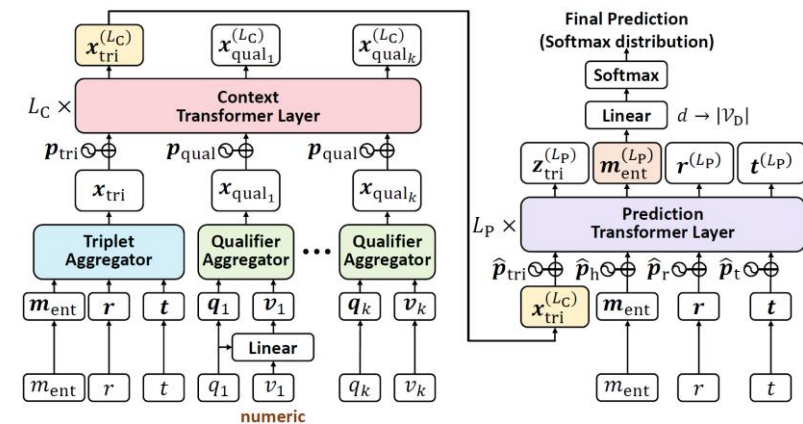 x_tri^(L_C) x_qual_1^(L_C) x_qual_k^(L_C)
L_C × Context
Transformer Layer
p_tri p_qual p_qual
x_tri x_qual_1 x_qual_k
Triplet
Aggregator
Qualifier
Aggregator
•••
Qualifier
Aggregator
m_ent r t q_1 v_1 q_k v_k
Linear
m_ent r t q_1 v_1 q_k v_k
numeric
Final Prediction
(Softmax distribution)
Softmax
Linear d → |V_D|
z_tri^(L_P) m_ent^(L_P) r^(L_P) t^(L_P)
L_P × Prediction
Transformer Layer
p̂_tri p̂_h p̂_r p̂_t
x_tri^(L_C) m_ent r t
m_ent r t